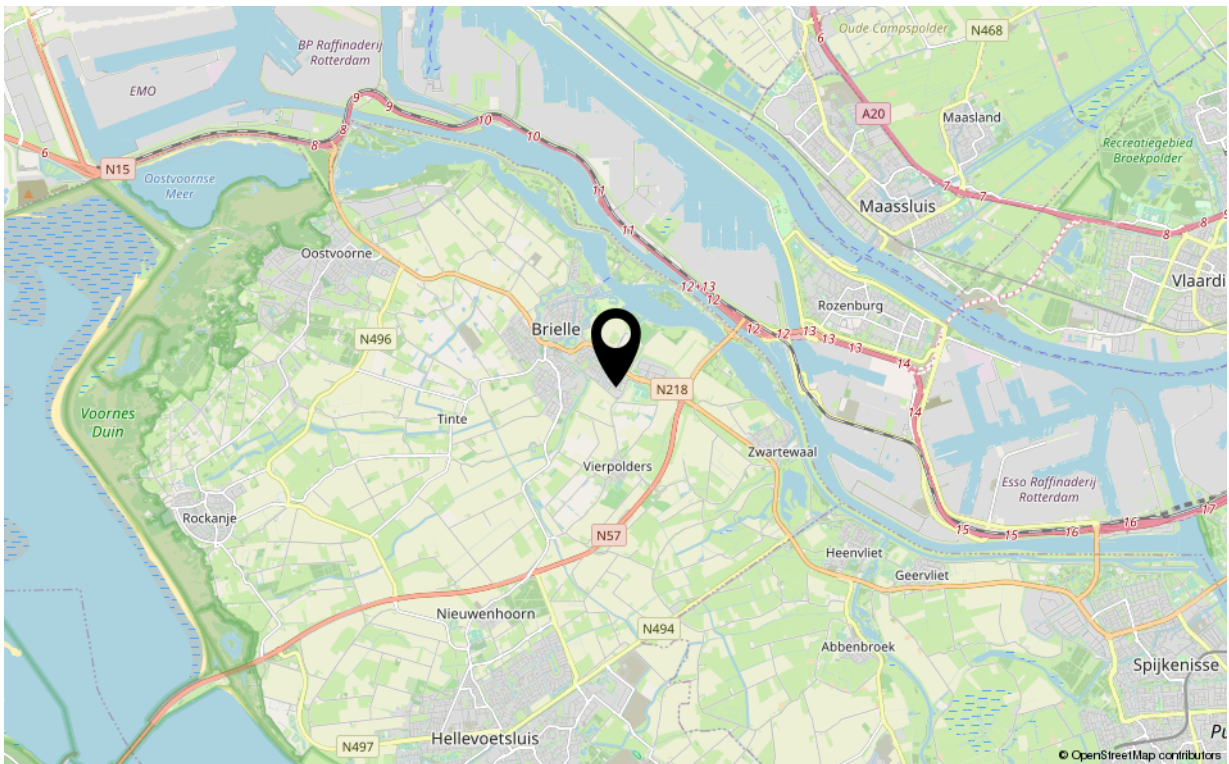 Oude Campspolder
N468
6
BP Raffinaderij
Rotterdam
EMO
9
9
10
10
A20
Maasland
8
8
6
N15
Oostvoornse
Meer
Recreatiegebied
Broekpolder
7
7
11
11
Maassluis
8
8
Oostvoorne
Vlaardi
12+13
12
Rozenburg
Brielle
12
12
13
13
13
14
N496
N218
14
Voornes
Duin
Tinte
Zwartewaal
Vierpolders
Esso Raffinaderij
Rotterdam
Rockanje
17
16
15
15
16
N57
Heenvliet
Geervliet
Nieuwenhoorn
N494
Abbenbroek
Spijkenisse
Hellevoetsluis
N497
Pu
© OpenStreetMap contributors